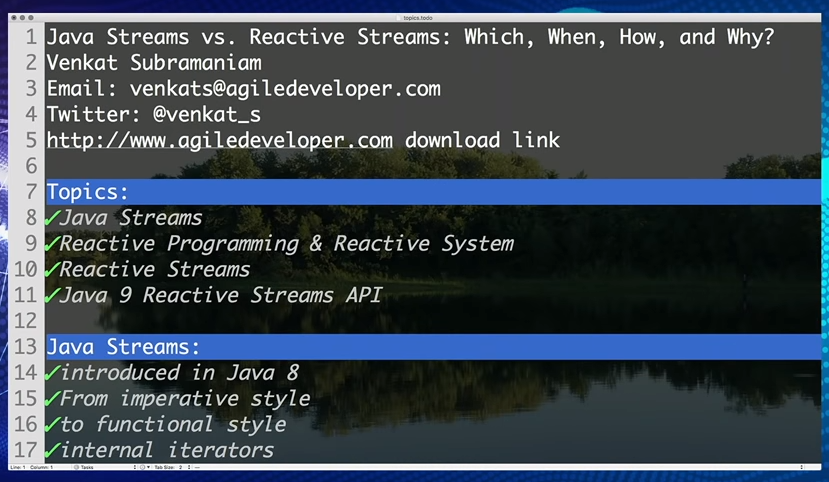 topics.todo
1 Java Streams vs. Reactive Streams: Which, When, How, and Why?
2 Venkat Subramaniam
3 Email: venkats@agiledeveloper.com
4 Twitter: @venkat_s
5 http://www.agiledeveloper.com download link
6
7 Topics:
8 ✓Java Streams
9 ✓Reactive Programming & Reactive System
10 ✓Reactive Streams
11 ✓Java 9 Reactive Streams API
12
13 Java Streams:
14 ✓introduced in Java 8
15 ✓From imperative style
16 ✓to functional style
17 ✓internal iterators
Line: 1 Column: 1 Tasks Tab Size: 2 —